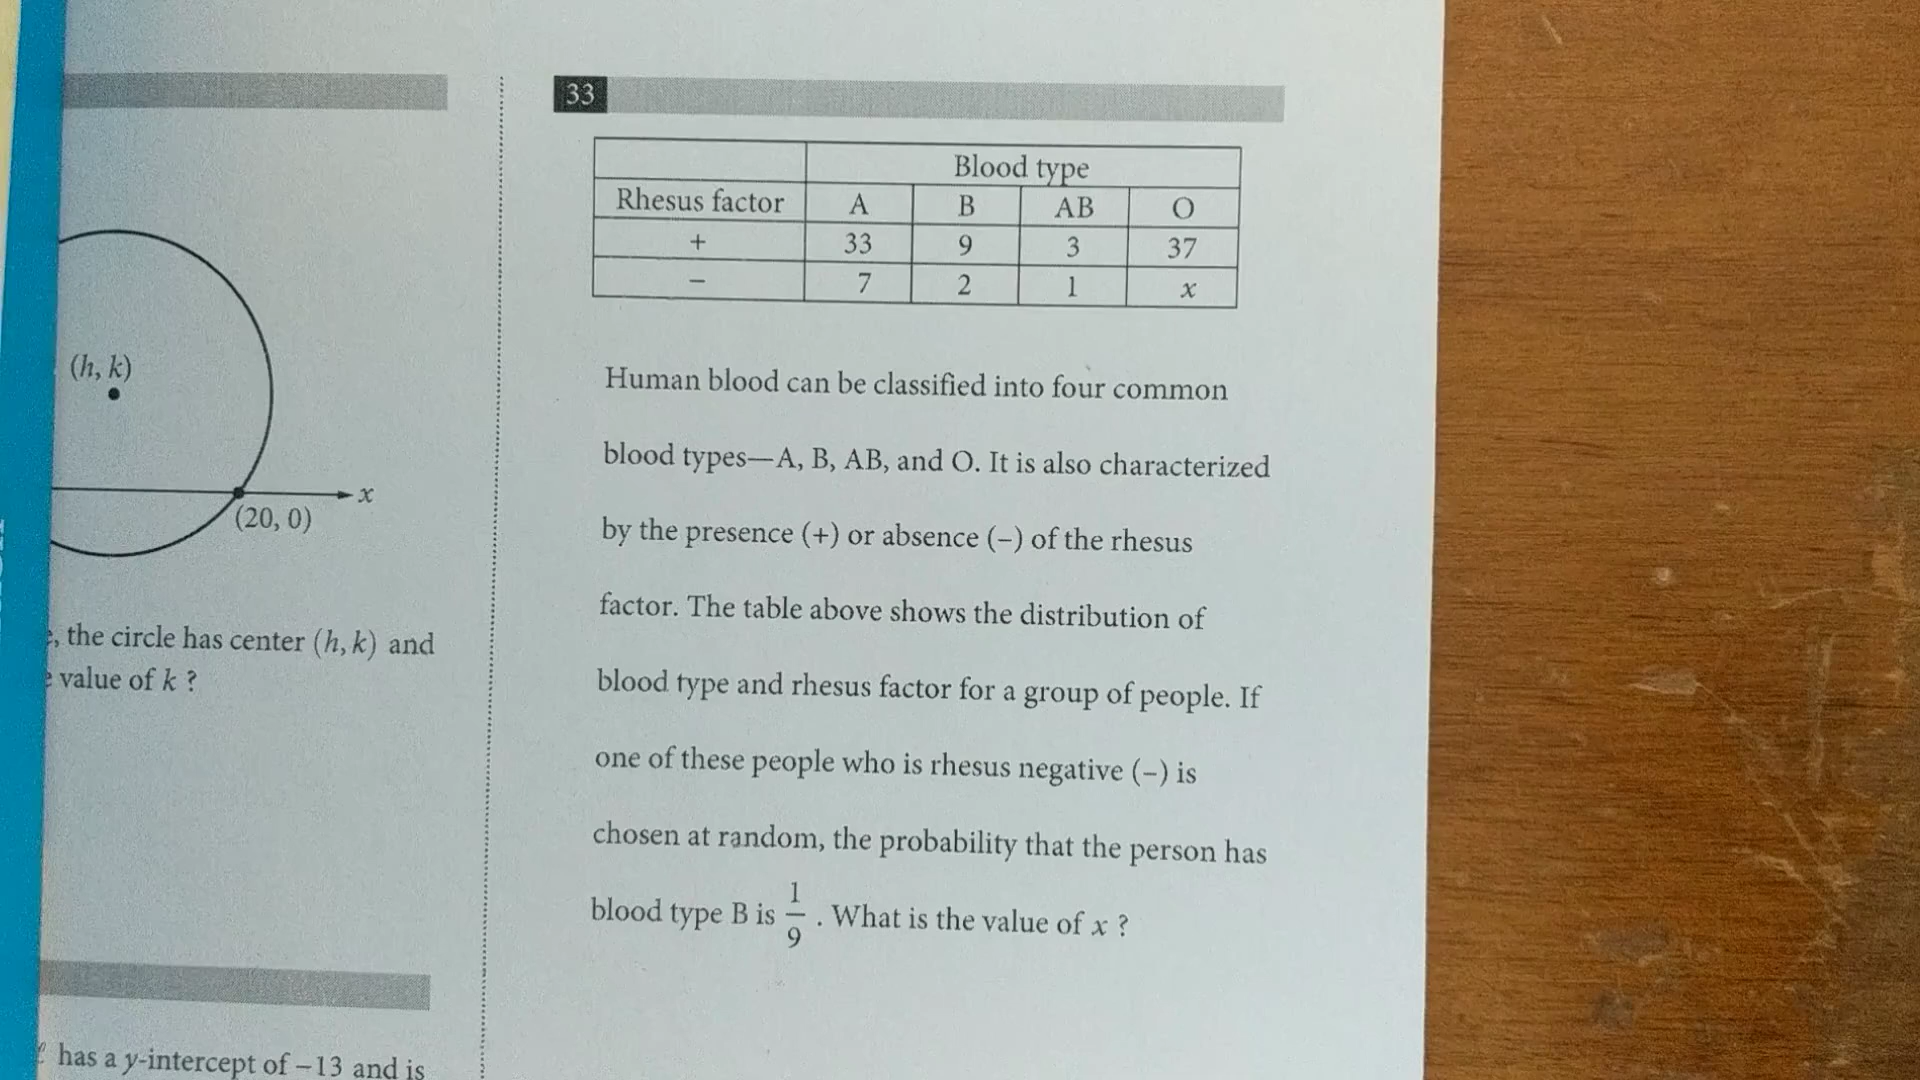 (h, k)
x
(20, 0)
, the circle has center (h, k) and
value of k ?
has a y-intercept of −13 and is
33
Blood type
Rhesus factor A B AB O
+ 33 9 3 37
− 7 2 1 x
Human blood can be classified into four common
blood types—A, B, AB, and O. It is also characterized
by the presence (+) or absence (−) of the rhesus
factor. The table above shows the distribution of
blood type and rhesus factor for a group of people. If
one of these people who is rhesus negative (−) is
chosen at random, the probability that the person has
blood type B is 1/9 . What is the value of x ?